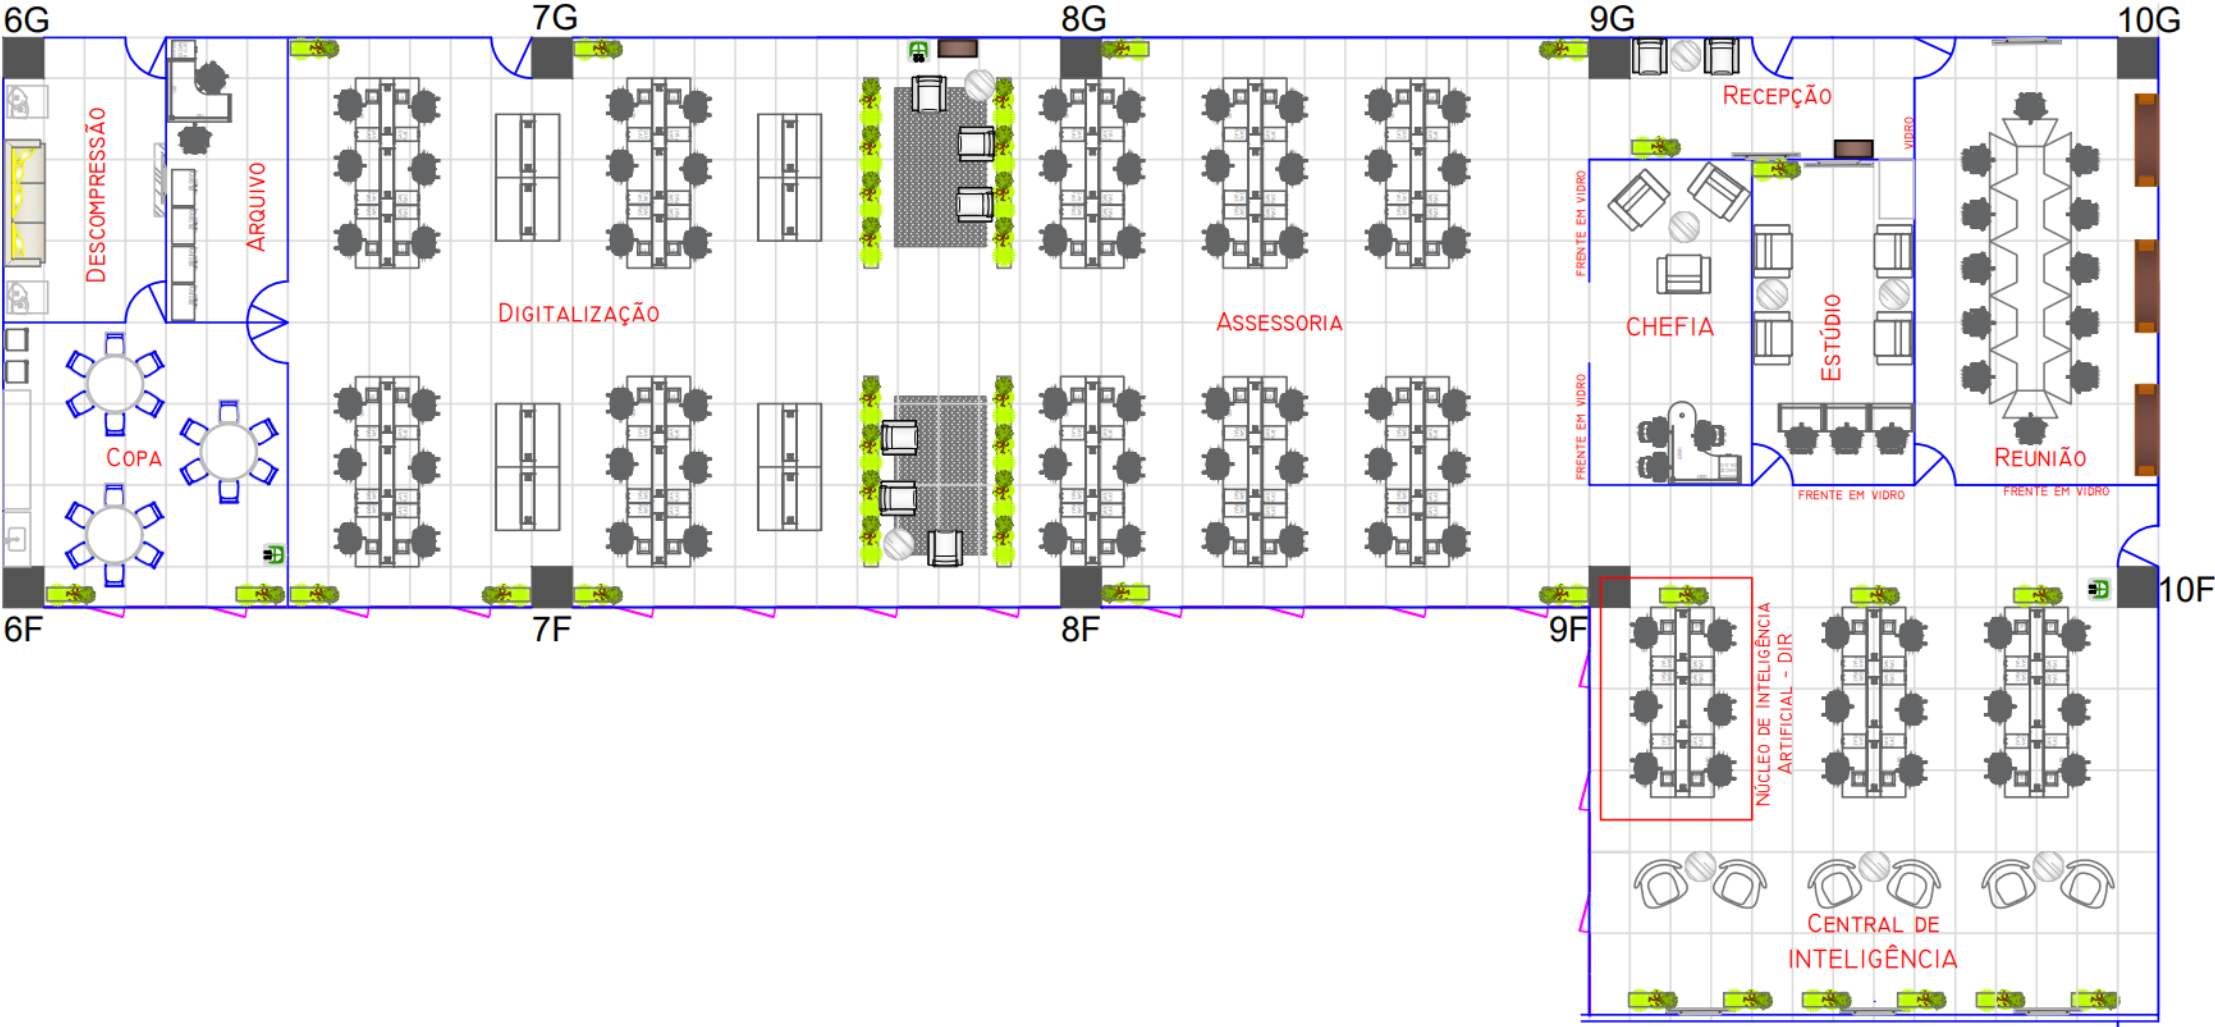 6G
7G
8G
9G
10G
RECEPÇÃO
VIDRO
DESCOMPRESSÃO
ARQUIVO
DIGITALIZAÇÃO
ASSESSORIA
FRENTE EM VIDRO
CHEFIA
ESTÚDIO
FRENTE EM VIDRO
COPA
REUNIÃO
FRENTE EM VIDRO
FRENTE EM VIDRO
6F
7F
8F
9F
10F
NÚCLEO DE INTELIGÊNCIA
ARTIFICIAL - DIR
CENTRAL DE
INTELIGÊNCIA